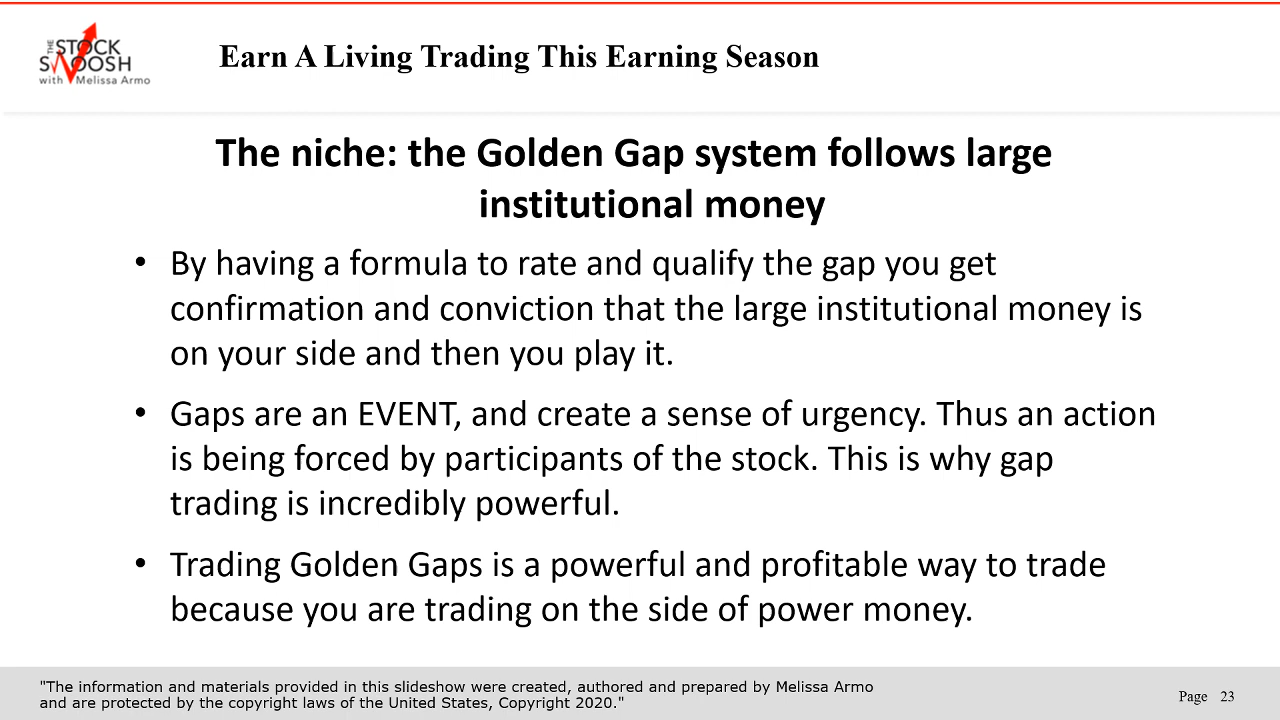 THE
STOCK
SWOOSH
with Melissa Armo
Earn A Living Trading This Earning Season
The niche: the Golden Gap system follows large
institutional money
• By having a formula to rate and qualify the gap you get
confirmation and conviction that the large institutional money is
on your side and then you play it.
• Gaps are an EVENT, and create a sense of urgency. Thus an action
is being forced by participants of the stock. This is why gap
trading is incredibly powerful.
• Trading Golden Gaps is a powerful and profitable way to trade
because you are trading on the side of power money.
"The information and materials provided in this slideshow were created, authored and prepared by Melissa Armo
and are protected by the copyright laws of the United States, Copyright 2020."
Page 23